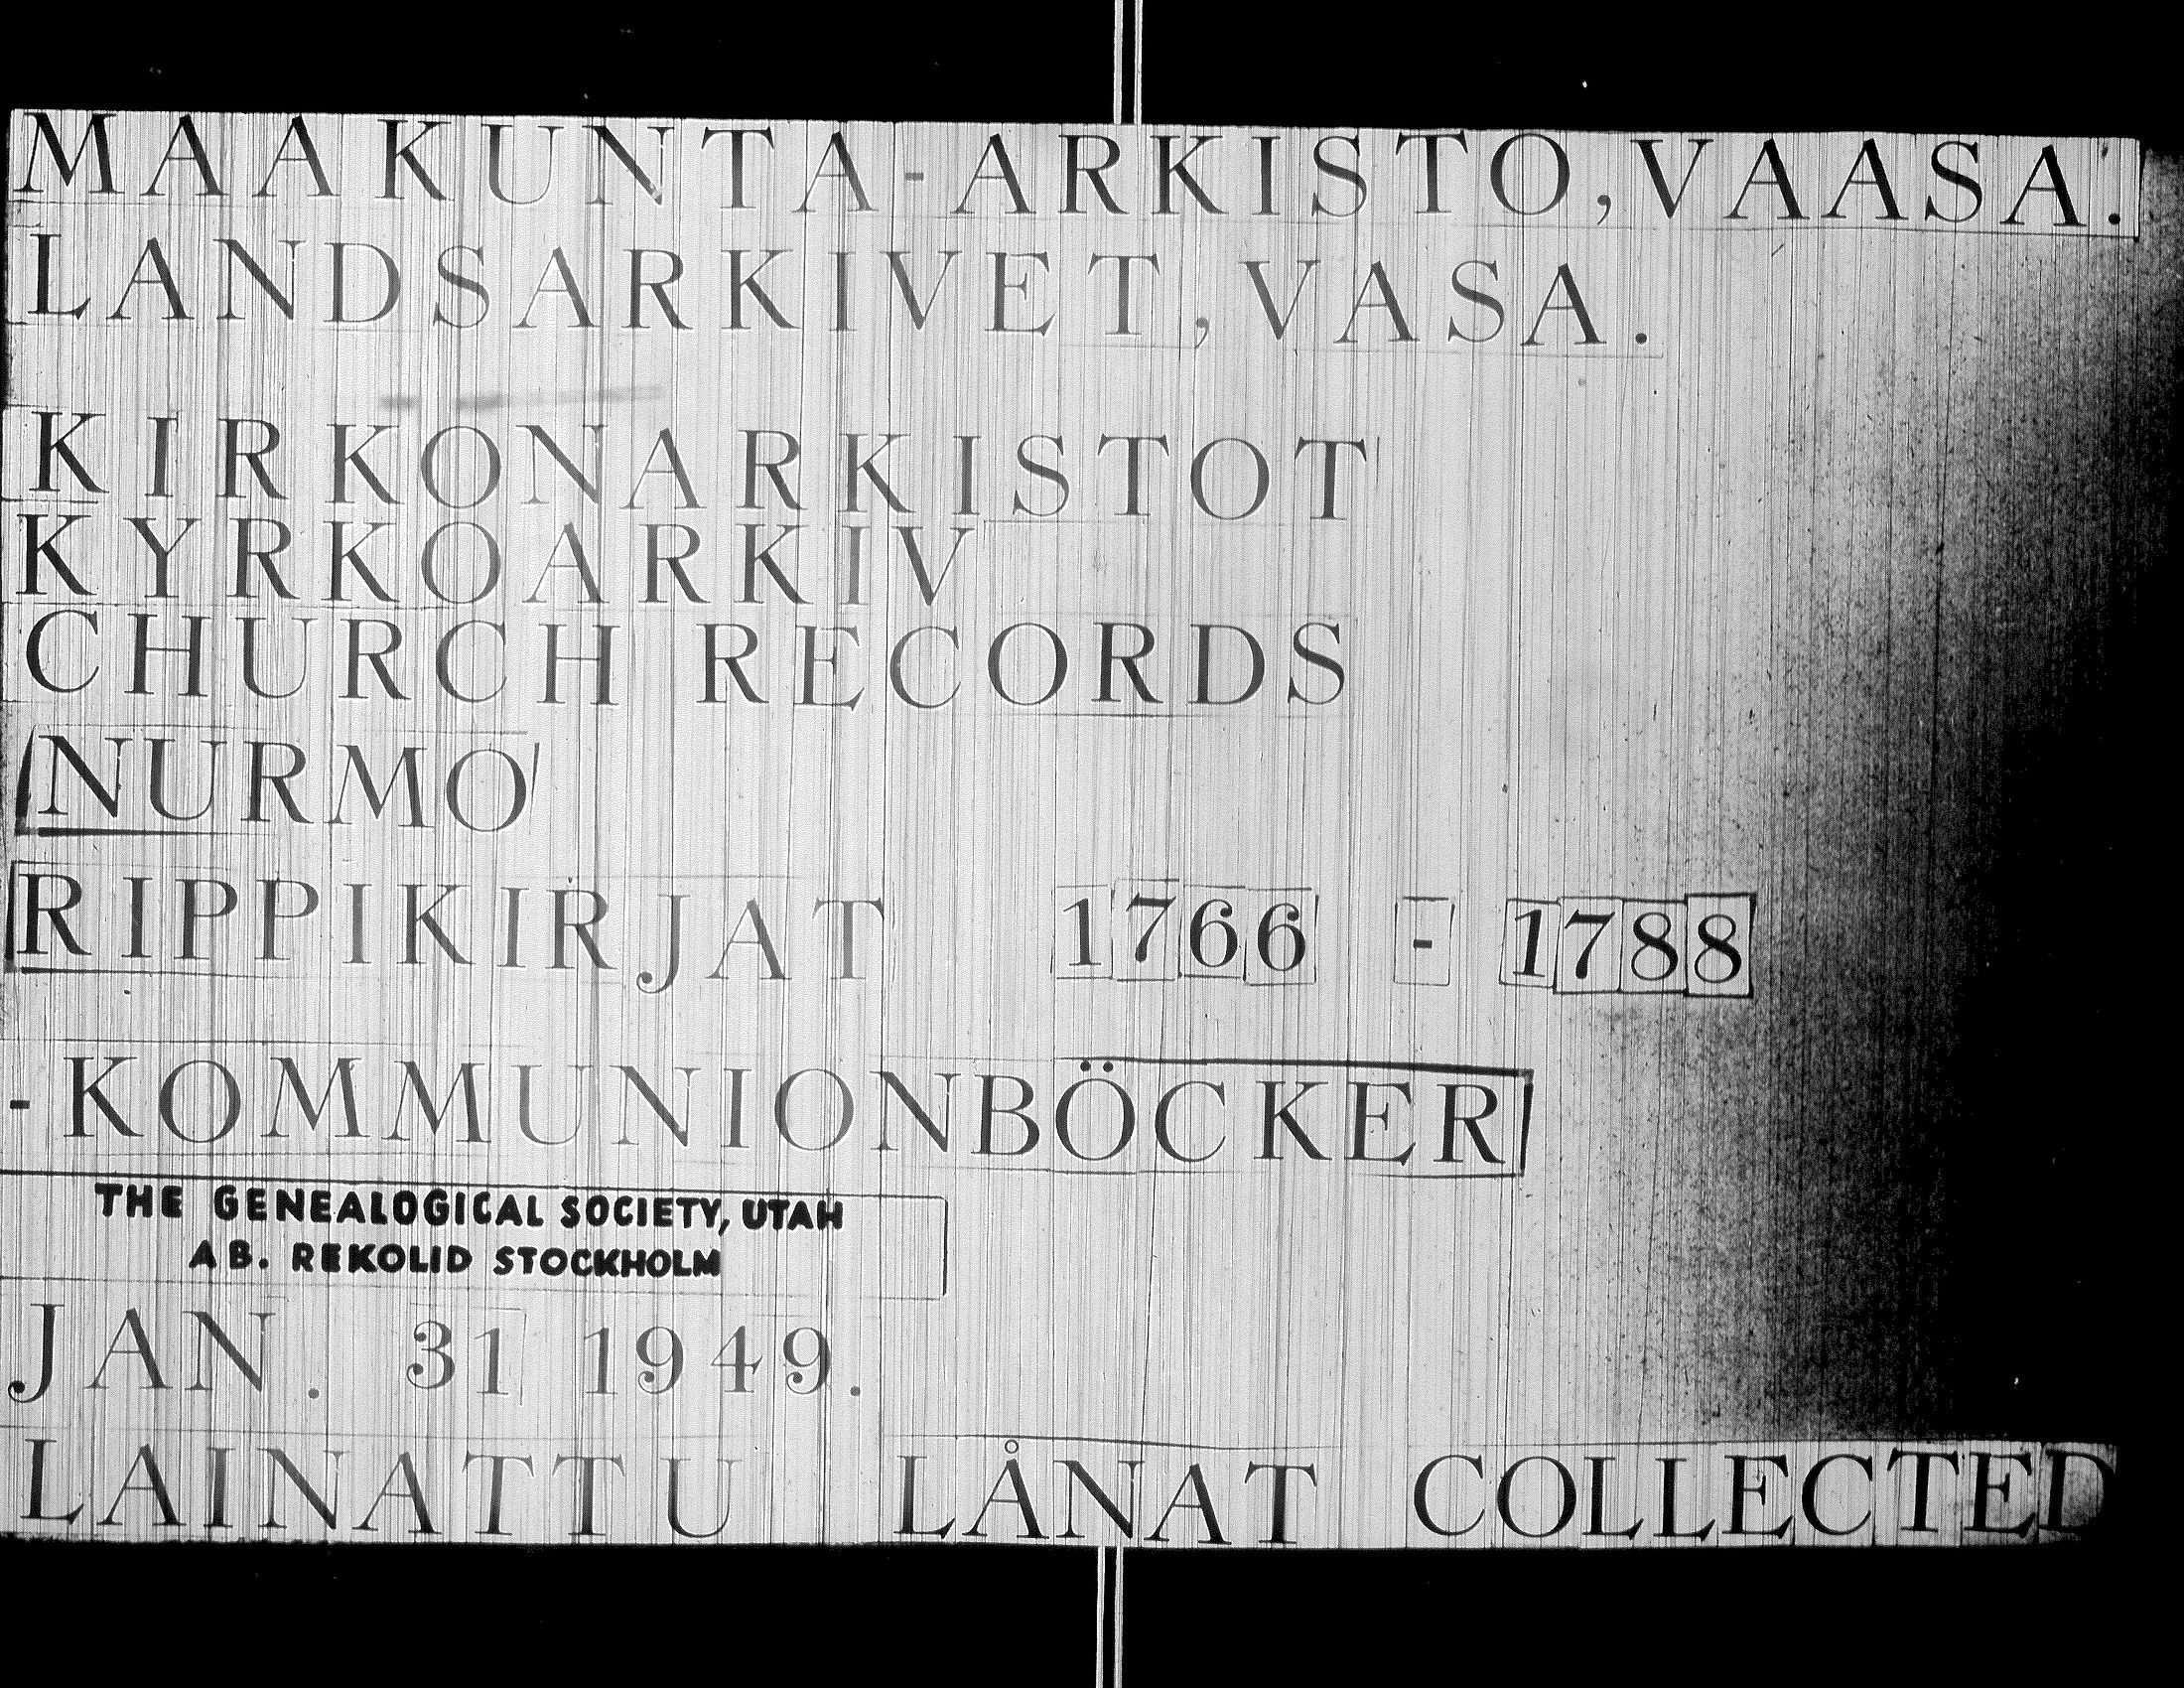 MAAKUNTA-ARKISTO, VAASA.
LANDSARKIVET, VASA.
KIRKONARKISTOT
KYRKOARKIV
CHURCH RECORDS
NURMO
RIPPIKIRJAT 1766 - 1788
-KOMMUNIONBÖCKER
THE GENEALOGICAL SOCIETY, UTAH
AB. REKOLID STOCKHOLM
JAN. 31 1949.
LAINATTU LÅNAT COLLECTED